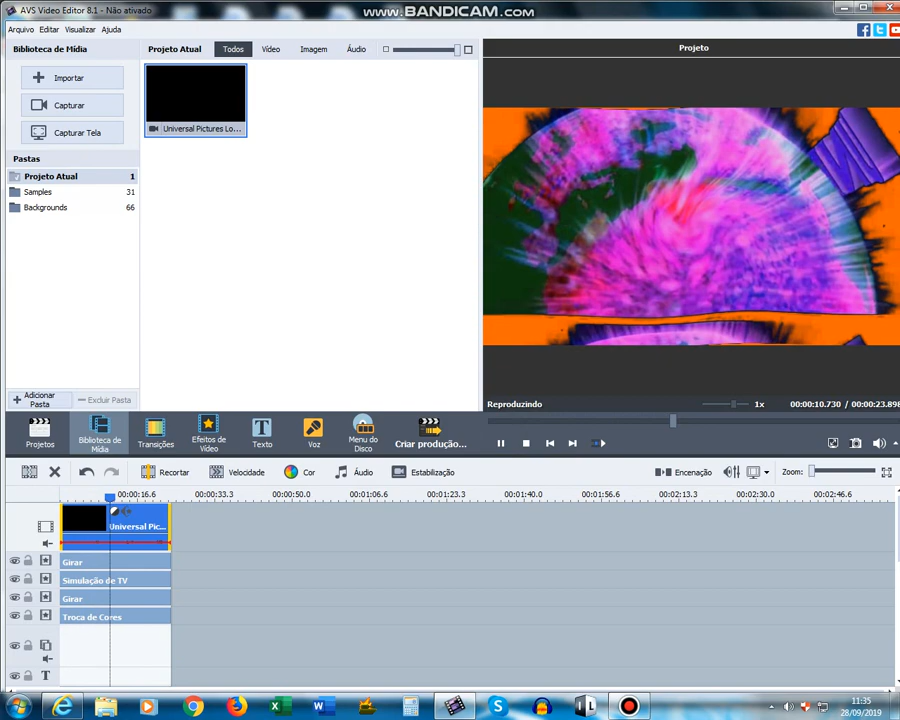 AVS Video Editor 8.1 - Não ativado
www.BANDICAM.com
Arquivo Editar Visualizar Ajuda
Biblioteca de Mídia
Projeto Atual Todos Vídeo Imagem Áudio
Projeto
Importar
Capturar
Capturar Tela
Universal Pictures Lo...
Pastas
Projeto Atual 1
Samples 31
Backgrounds 66
Adicionar Pasta
Excluir Pasta
Reproduzindo 1x 00:00:10.730 / 00:00:23.898
Projetos
Biblioteca de Mídia
Transições
Efeitos de Vídeo
Texto
Voz
Menu do Disco
Criar produção...
Recortar Velocidade Cor Áudio Estabilização Encenação Zoom:
00:00:16.6 00:00:33.3 00:00:50.0 00:01:06.6 00:01:23.3 00:01:40.0 00:01:56.6 00:02:13.3 00:02:30.0 00:02:46.6
Universal Pic...
Girar
Simulação de TV
Girar
Troca de Cores
T
11:35
28/09/2019